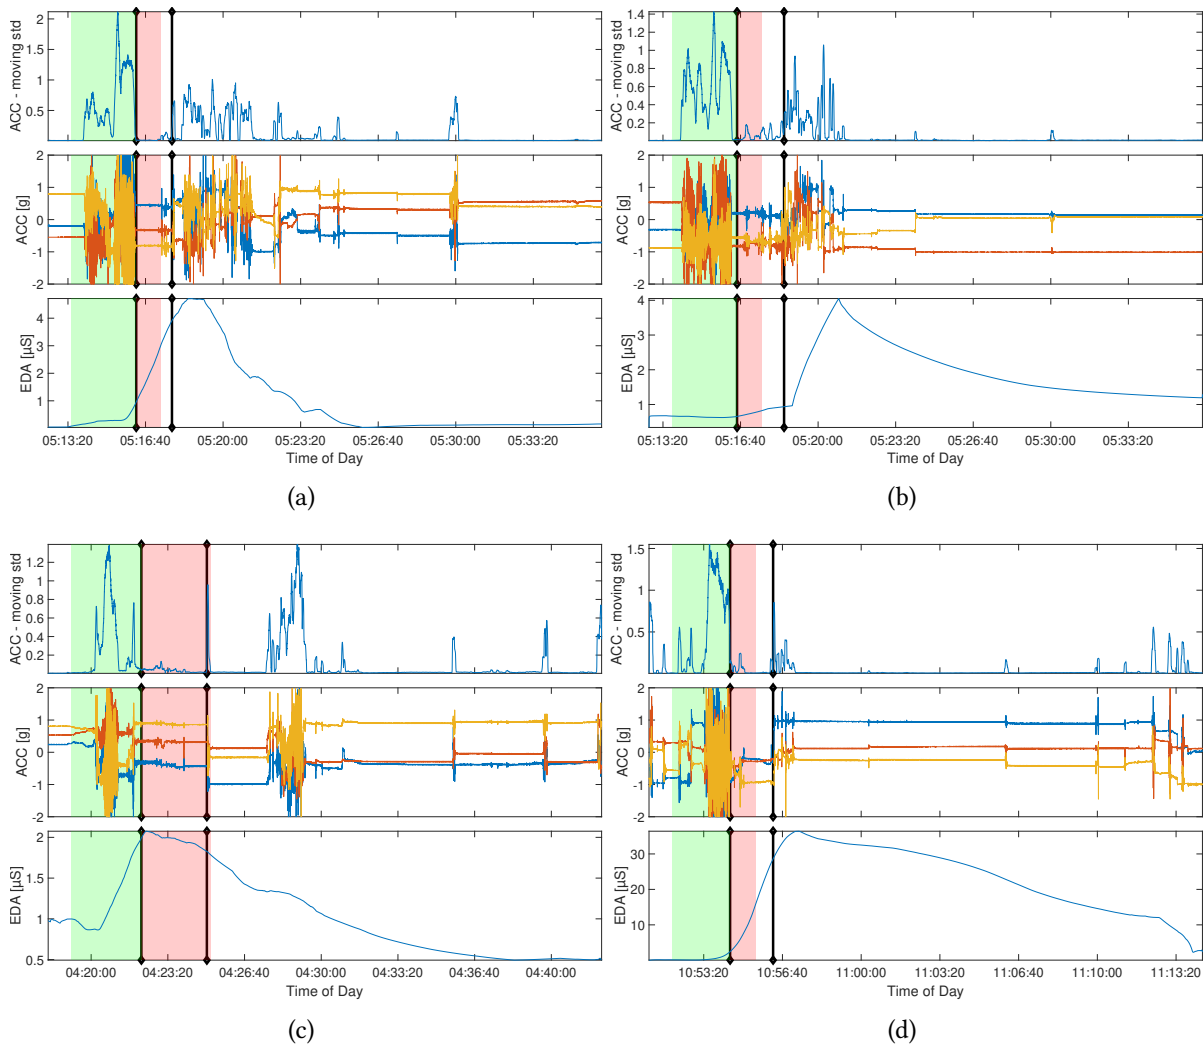 ACC - moving std
2
1.5
1
0.5
ACC [g]
2
1
0
-1
-2
EDA [µS]
4
3
2
1
05:13:20 05:16:40 05:20:00 05:23:20 05:26:40 05:30:00 05:33:20
Time of Day
(a)
ACC - moving std
1.4
1.2
1
0.8
0.6
0.4
0.2
ACC [g]
2
1
0
-1
-2
EDA [µS]
4
3
2
1
05:13:20 05:16:40 05:20:00 05:23:20 05:26:40 05:30:00 05:33:20
Time of Day
(b)
ACC - moving std
1.2
1
0.8
0.6
0.4
0.2
ACC [g]
2
1
0
-1
-2
EDA [µS]
2
1.5
1
0.5
04:20:00 04:23:20 04:26:40 04:30:00 04:33:20 04:36:40 04:40:00
Time of Day
(c)
ACC - moving std
1.5
1
0.5
ACC [g]
2
1
0
-1
-2
EDA [µS]
30
20
10
10:53:20 10:56:40 11:00:00 11:03:20 11:06:40 11:10:00 11:13:20
Time of Day
(d)